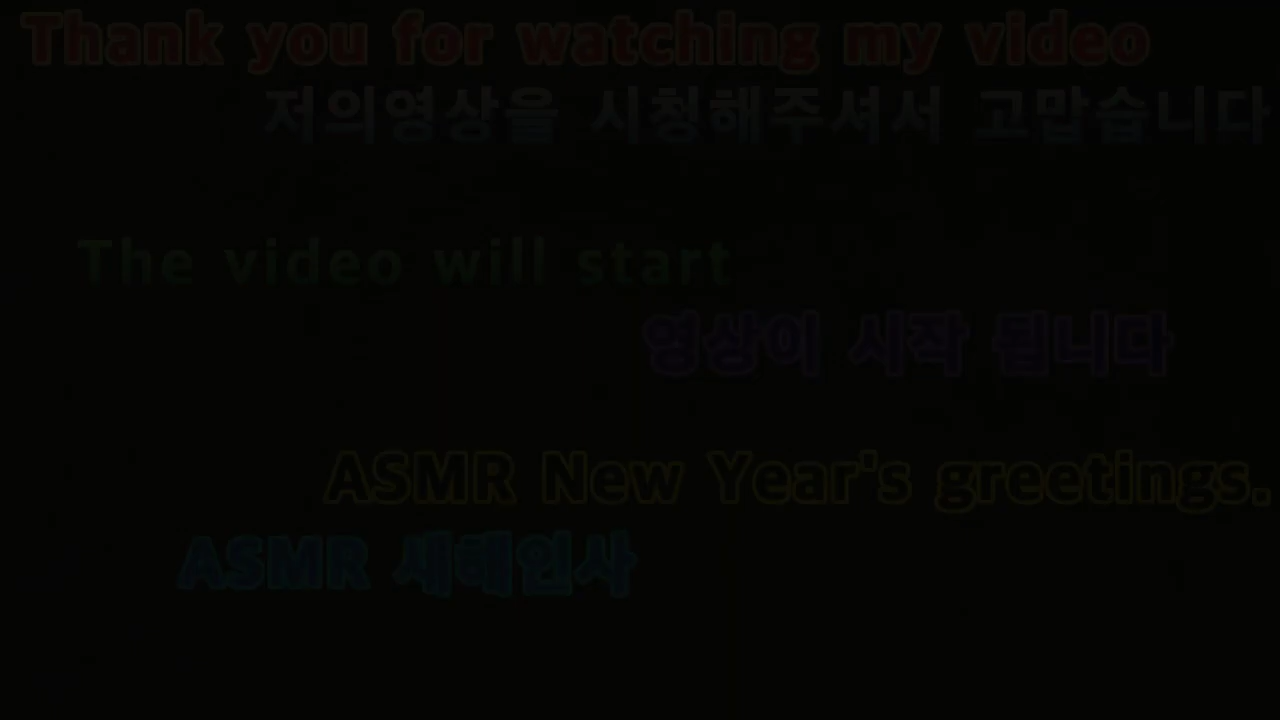 Thank you for watching my video
저의영상을 시청해주셔서 고맙습니다
The video will start
영상이 시작 됩니다
ASMR New Year's greetings.
ASMR 새해인사